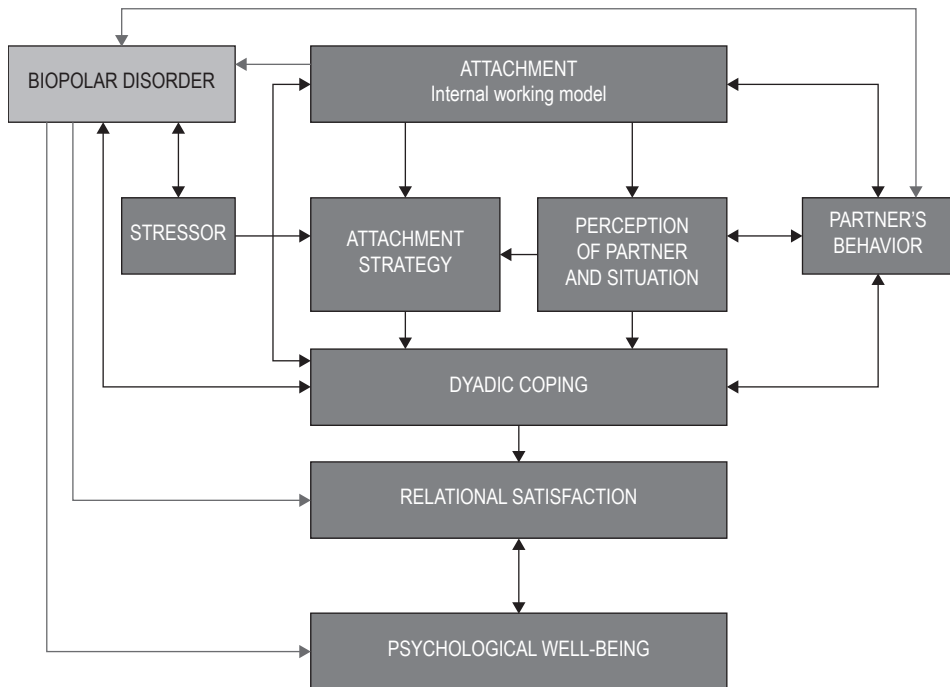 BIOPOLAR DISORDER
ATTACHMENT
Internal working model
STRESSOR
ATTACHMENT
STRATEGY
PERCEPTION
OF PARTNER
AND SITUATION
PARTNER'S
BEHAVIOR
DYADIC COPING
RELATIONAL SATISFACTION
PSYCHOLOGICAL WELL-BEING